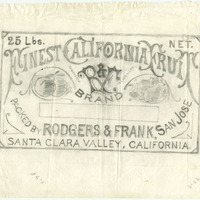 25 Lbs. NET.
FINEST CALIFORNIA FRUIT
R&F
BRAND
PACKED BY RODGERS & FRANK, SAN JOSE
SANTA CLARA VALLEY, CALIFORNIA.